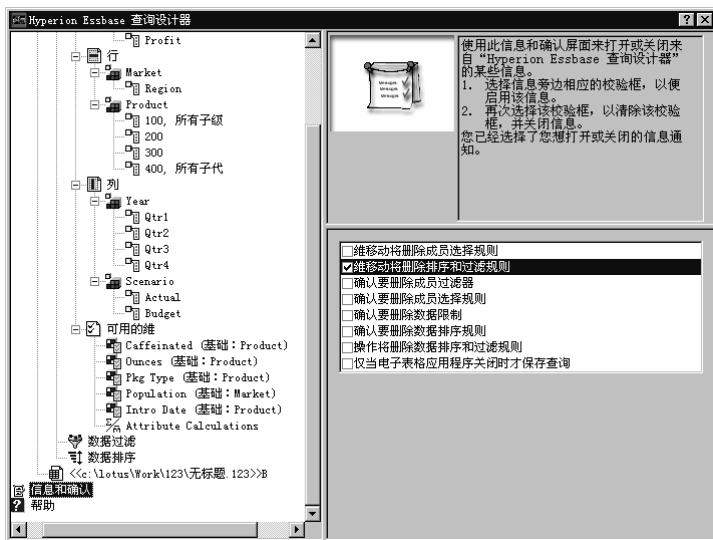 Hyperion Essbase 查询设计器
Profit
行
Market
Region
Product
100, 所有子级
200
300
400, 所有子代
列
Year
Qtr1
Qtr2
Qtr3
Qtr4
Scenario
Actual
Budget
可用的维
Caffeinated (基础：Product)
Ounces (基础：Product)
Pkg Type (基础：Product)
Population (基础：Market)
Intro Date (基础：Product)
Attribute Calculations
数据过滤
数据排序
<<c:\lotus\Work\123\无标题.123>>B
信息和确认
帮助
使用此信息和确认屏幕来打开或关闭来
自“Hyperion Essbase 查询设计器”
的某些信息。
1. 选择信息旁边相应的校验框，以便
启用该信息。
2. 再次选择该校验框，以清除该校验
框，并关闭信息。
您已经选择了您想打开或关闭的信息通
知。
维移动将删除成员选择规则
维移动将删除排序和过滤规则
确认要删除成员过滤器
确认要删除成员选择规则
确认要删除数据限制
确认要删除数据排序规则
操作将删除数据排序和过滤规则
仅当电子表格应用程序关闭时才保存查询